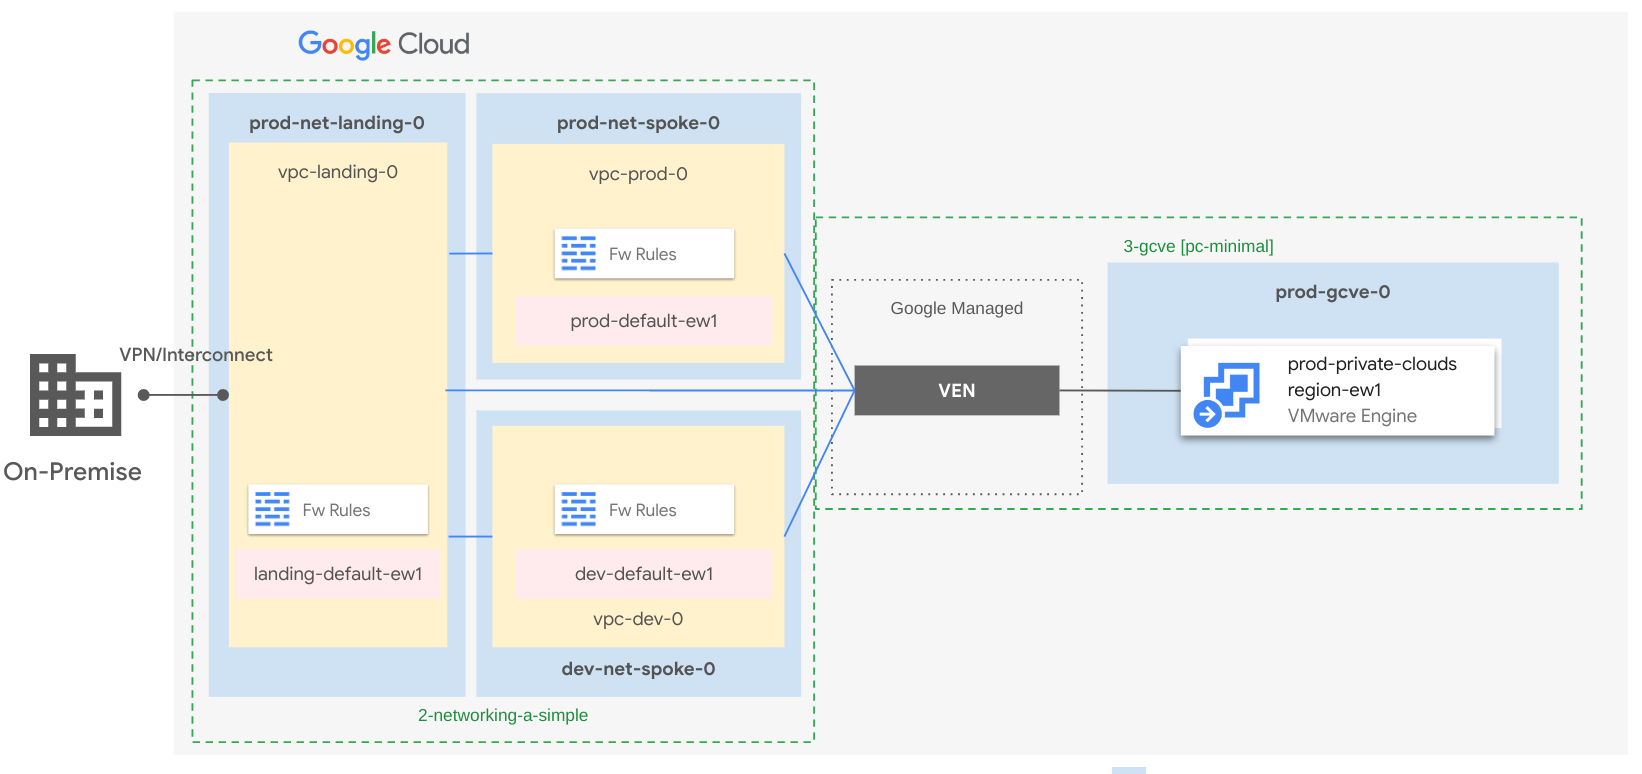 Google Cloud
prod-net-landing-0
vpc-landing-0
Fw Rules
landing-default-ew1
prod-net-spoke-0
vpc-prod-0
Fw Rules
prod-default-ew1
Fw Rules
dev-default-ew1
vpc-dev-0
dev-net-spoke-0
2-networking-a-simple
VPN/Interconnect
On-Premise
3-gcve [pc-minimal]
Google Managed
VEN
prod-gcve-0
prod-private-clouds
region-ew1
VMware Engine